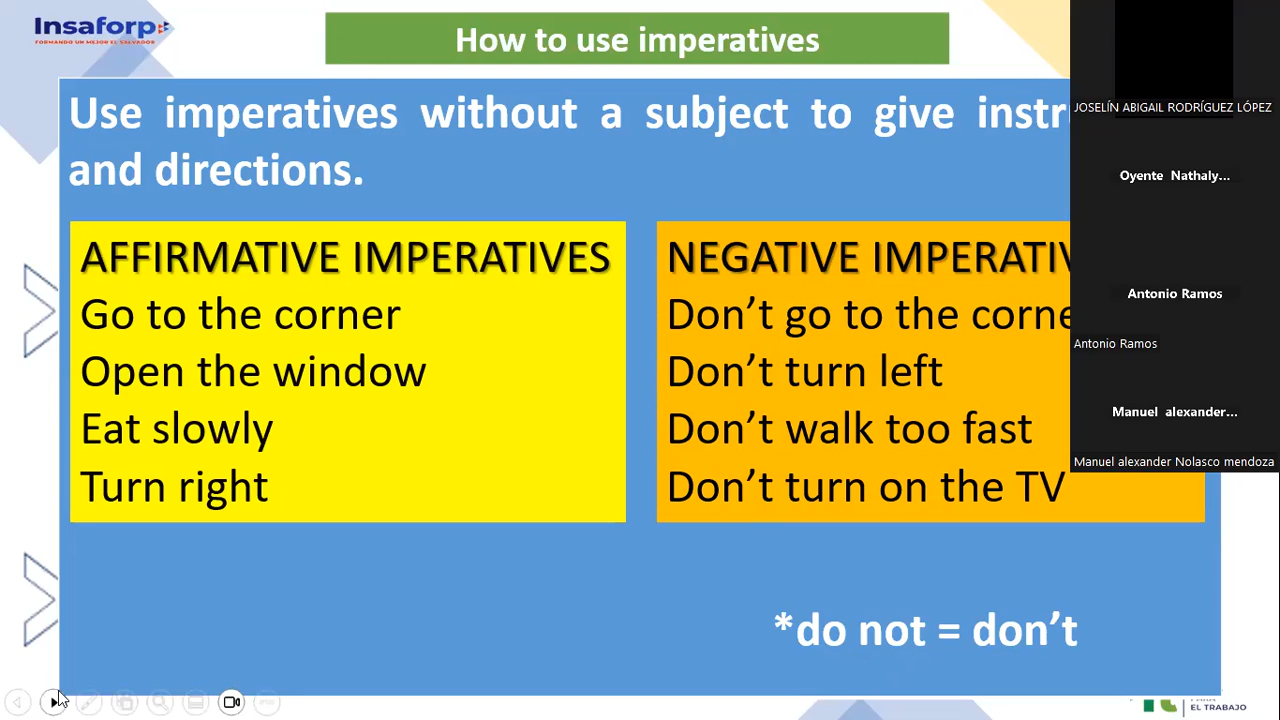 Insaforp
FORMANDO UN MEJOR EL SALVADOR
How to use imperatives
Use imperatives without a subject to give instr
and directions.
AFFIRMATIVE IMPERATIVES
Go to the corner
Open the window
Eat slowly
Turn right
NEGATIVE IMPERATIV
Don’t go to the corne
Don’t turn left
Don’t walk too fast
Don’t turn on the TV
*do not = don’t
JOSELÍN ABIGAIL RODRÍGUEZ LÓPEZ
Oyente Nathaly...
Antonio Ramos
Antonio Ramos
Manuel alexander...
Manuel alexander Nolasco mendoza
EL TRABAJO